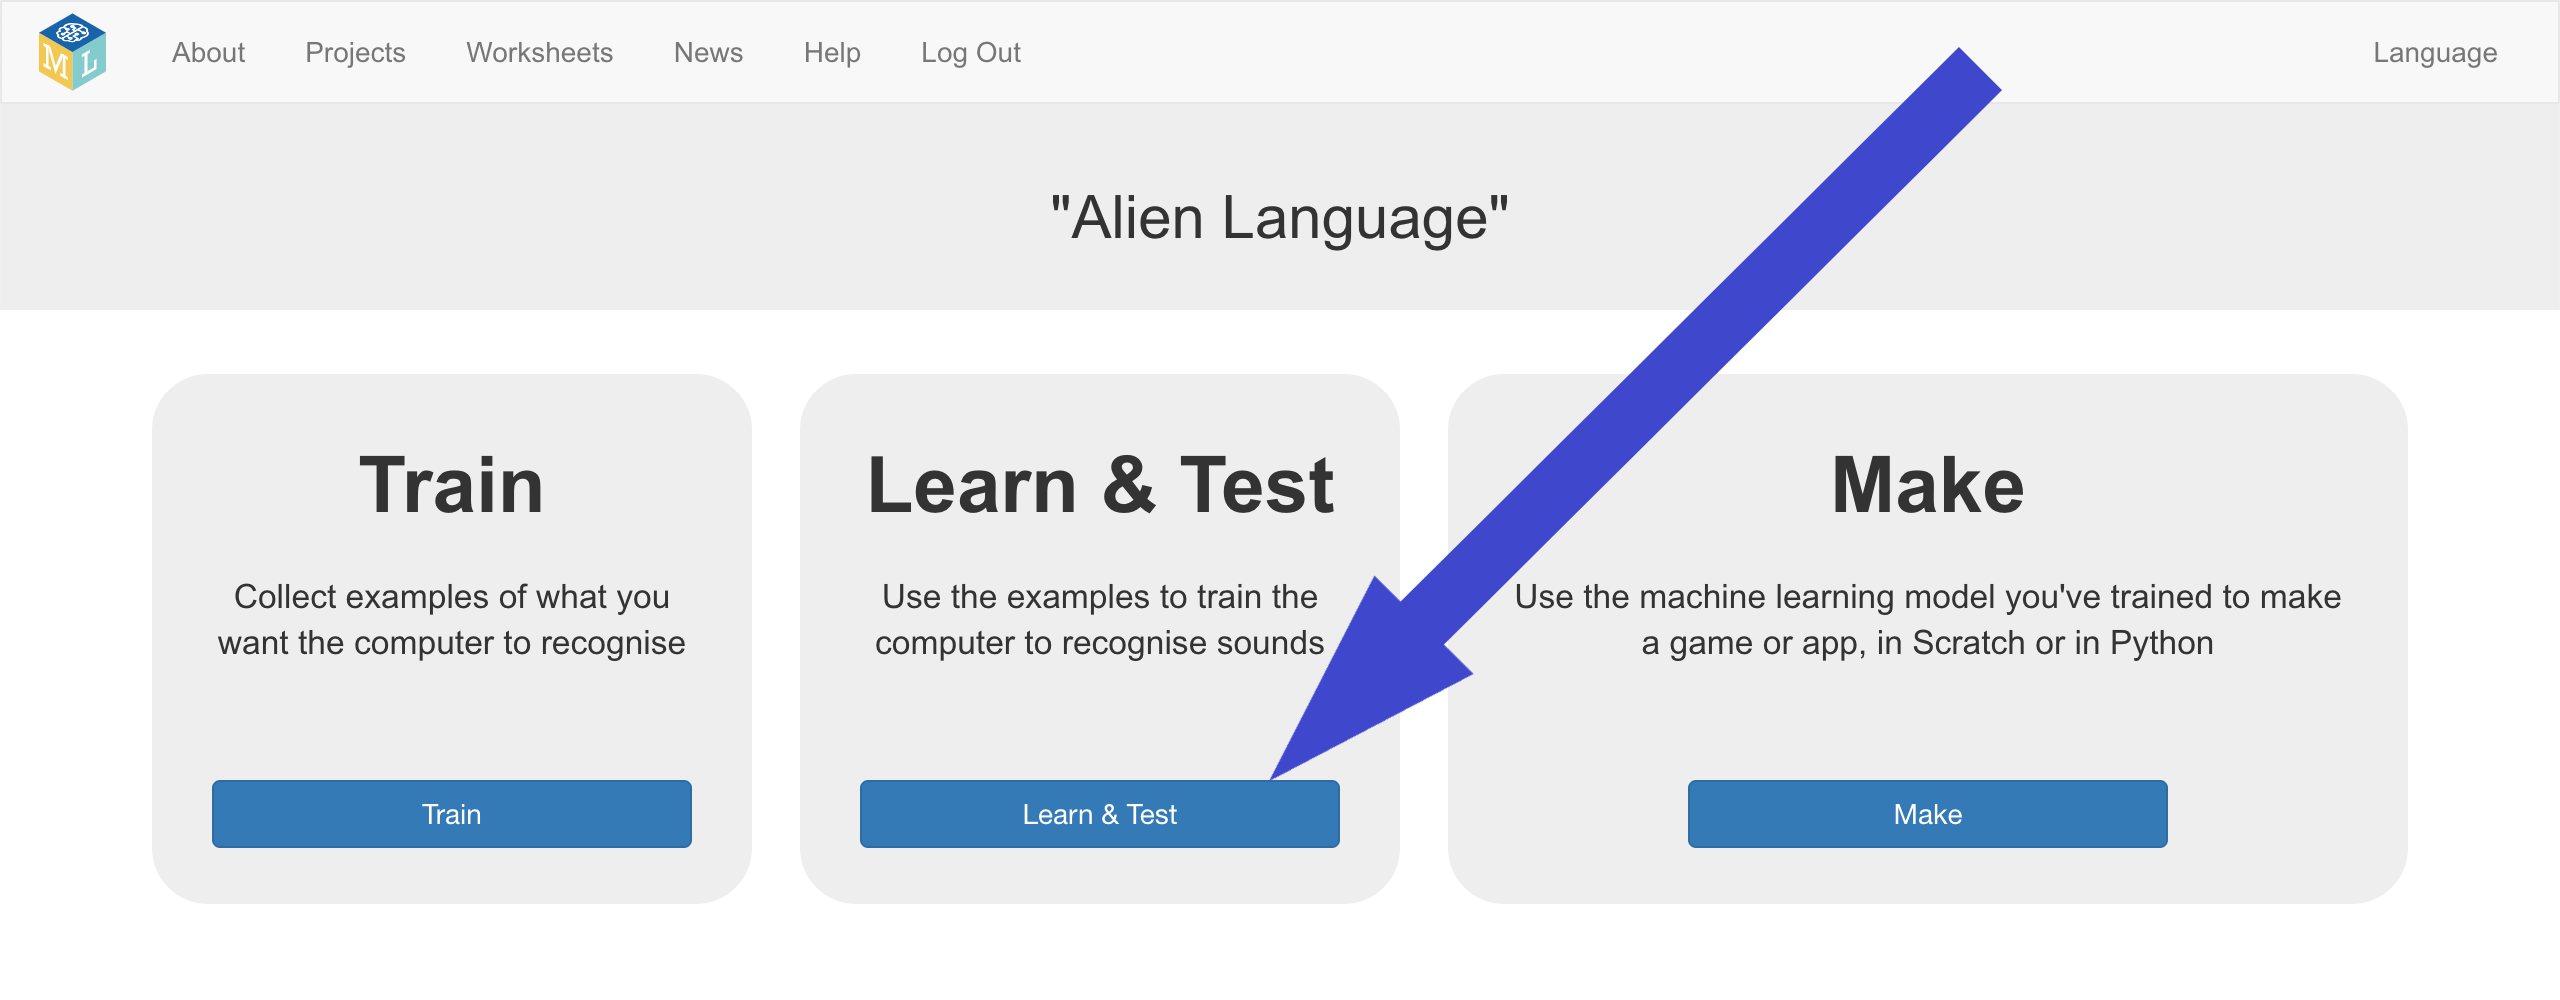 ML
About Projects Worksheets News Help Log Out Language
"Alien Language"
Train
Collect examples of what you
want the computer to recognise
Train
Learn & Test
Use the examples to train the
computer to recognise sounds
Learn & Test
Make
Use the machine learning model you've trained to make
a game or app, in Scratch or in Python
Make